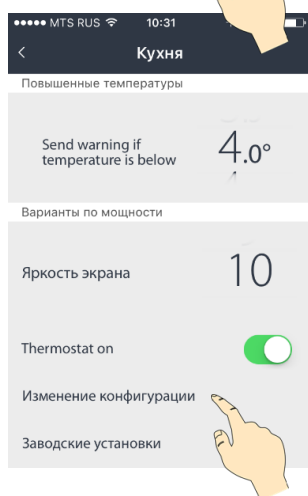 MTS RUS 10:31
Кухня
Повышенные температуры
Send warning if
temperature is below
4.0°
Варианты по мощности
Яркость экрана 10
Thermostat on
Изменение конфигурации
Заводские установки